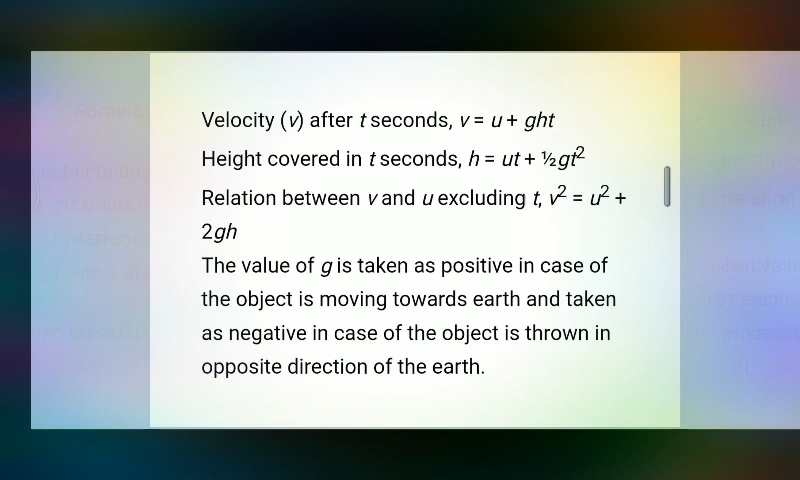 Velocity (v) after t seconds, v = u + ght
Height covered in t seconds, h = ut + ½gt²
Relation between v and u excluding t, v² = u² +
2gh
The value of g is taken as positive in case of
the object is moving towards earth and taken
as negative in case of the object is thrown in
opposite direction of the earth.